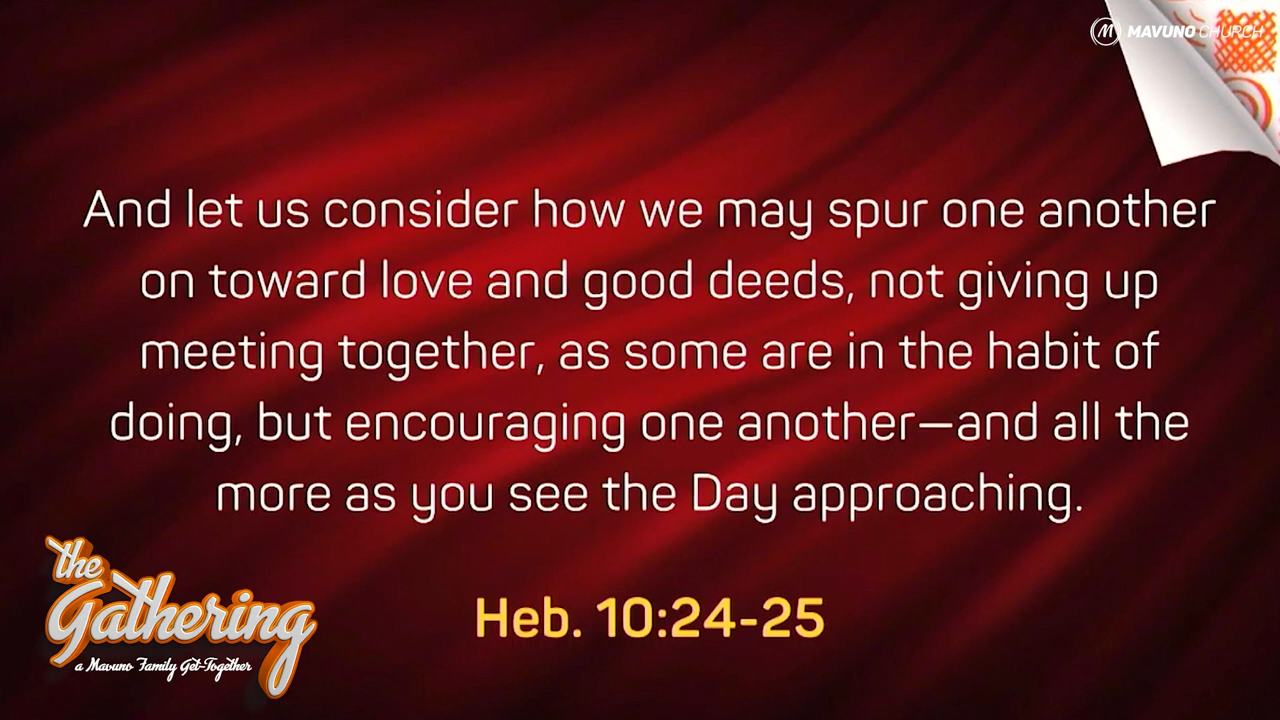 MAVUNO CHURCH
And let us consider how we may spur one another
on toward love and good deeds, not giving up
meeting together, as some are in the habit of
doing, but encouraging one another—and all the
more as you see the Day approaching.
Heb. 10:24-25
the
Gathering
a Mavuno Family Get-Together